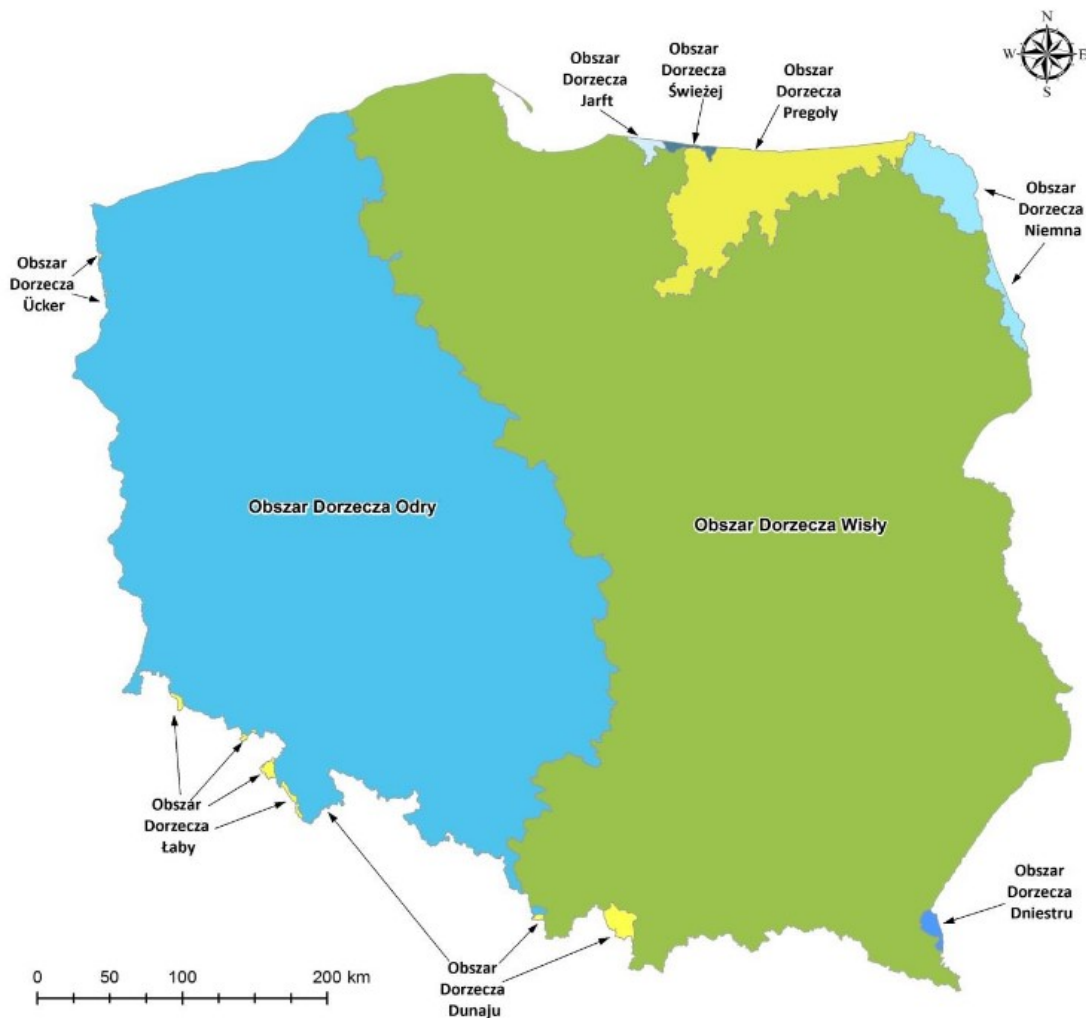 N
W
E
S
Obszar
Dorzecza
Jarft
Obszar
Dorzecza
Świeżej
Obszar
Dorzecza
Pregoły
Obszar
Dorzecza
Niemna
Obszar
Dorzecza
Ücker
Obszar Dorzecza Odry
Obszar Dorzecza Wisły
Obszar
Dorzecza
Łaby
Obszar
Dorzecza
Dniestru
Obszar
Dorzecza
Dunaju
0 50 100 200 km